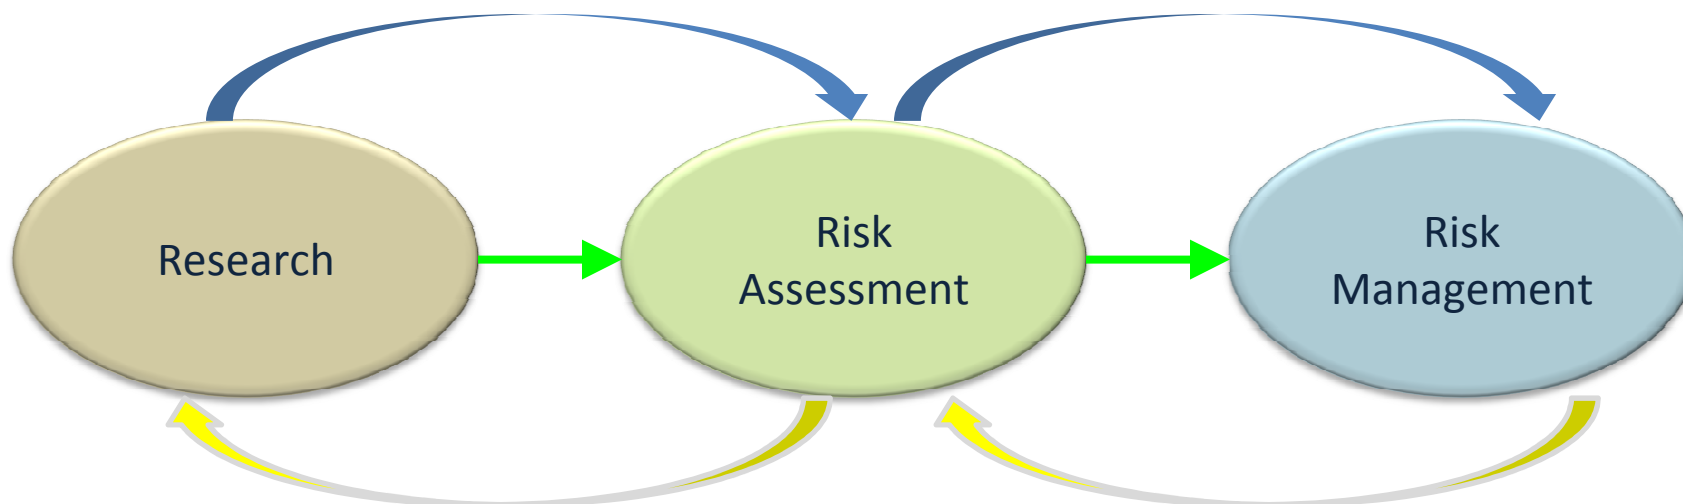 Research
Risk
Assessment
Risk
Management